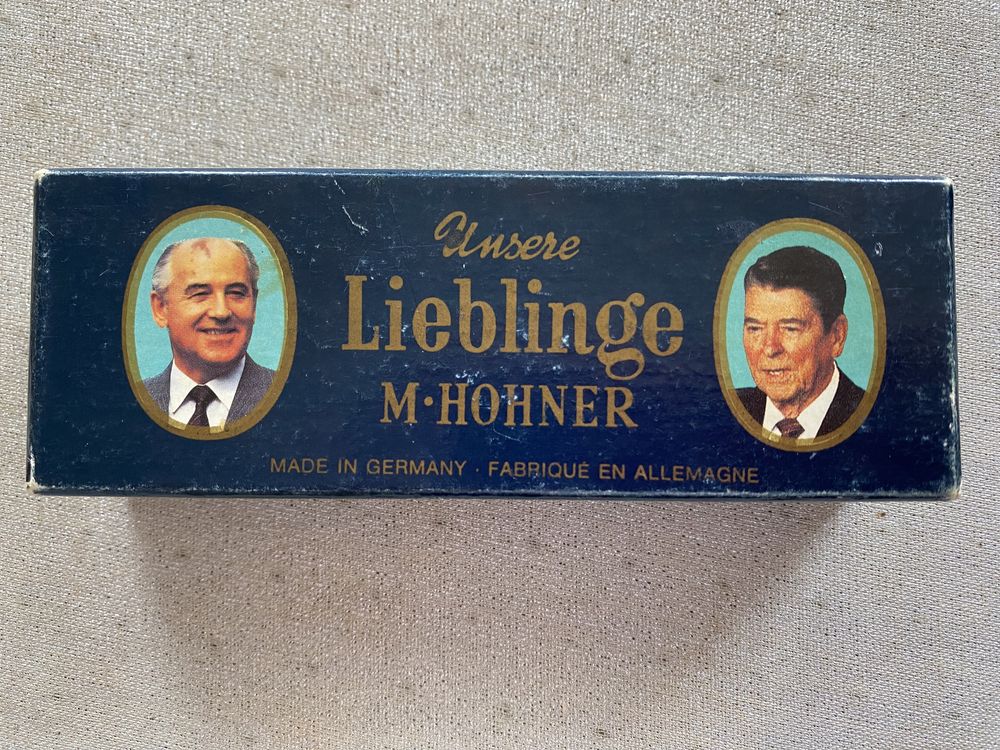 Unsere
Lieblinge
M·HOHNER
MADE IN GERMANY · FABRIQUÉ EN ALLEMAGNE